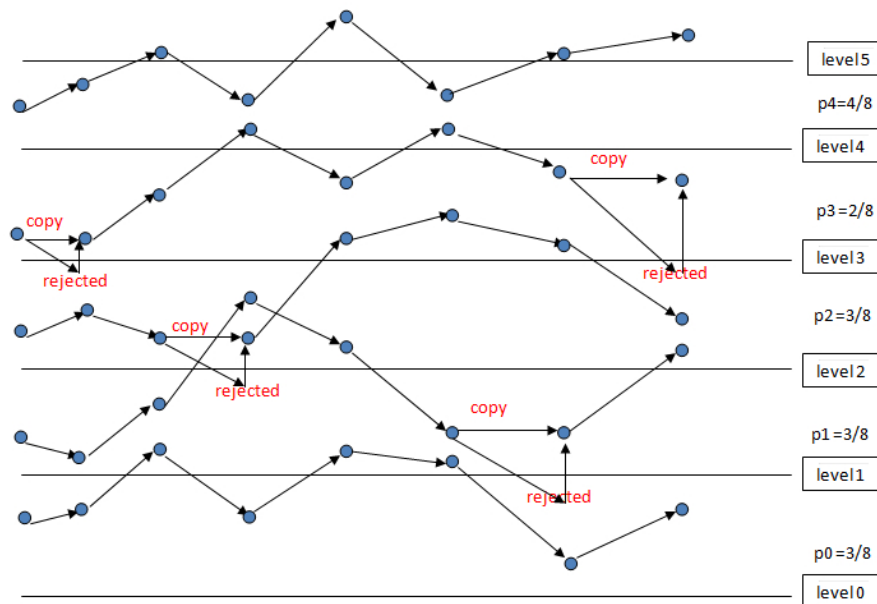 level5
p4=4/8
level4
copy
p3=2/8
copy
level3
rejected
rejected
p2=3/8
copy
level2
rejected
copy
p1=3/8
level1
rejected
p0=3/8
level0